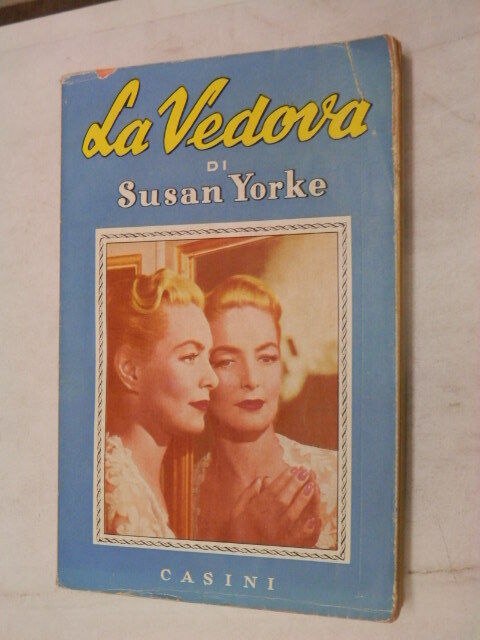 La Vedova
DI
Susan Yorke
CASINI